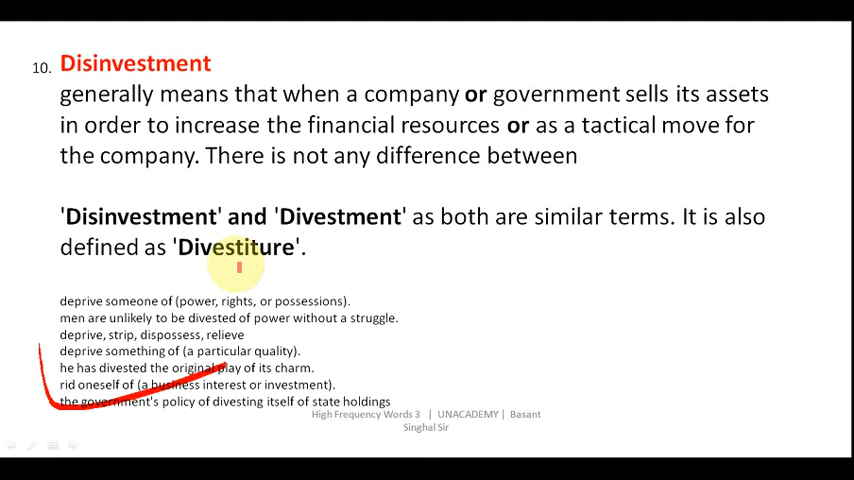 10. Disinvestment
generally means that when a company or government sells its assets
in order to increase the financial resources or as a tactical move for
the company. There is not any difference between
'Disinvestment' and 'Divestment' as both are similar terms. It is also
defined as 'Divestiture'.
deprive someone of (power, rights, or possessions).
men are unlikely to be divested of power without a struggle.
deprive, strip, dispossess, relieve
deprive something of (a particular quality).
he has divested the original play of its charm.
rid oneself of (a business interest or investment).
the government's policy of divesting itself of state holdings
High Frequency Words 3 | UNACADEMY | Basant
Singhal Sir